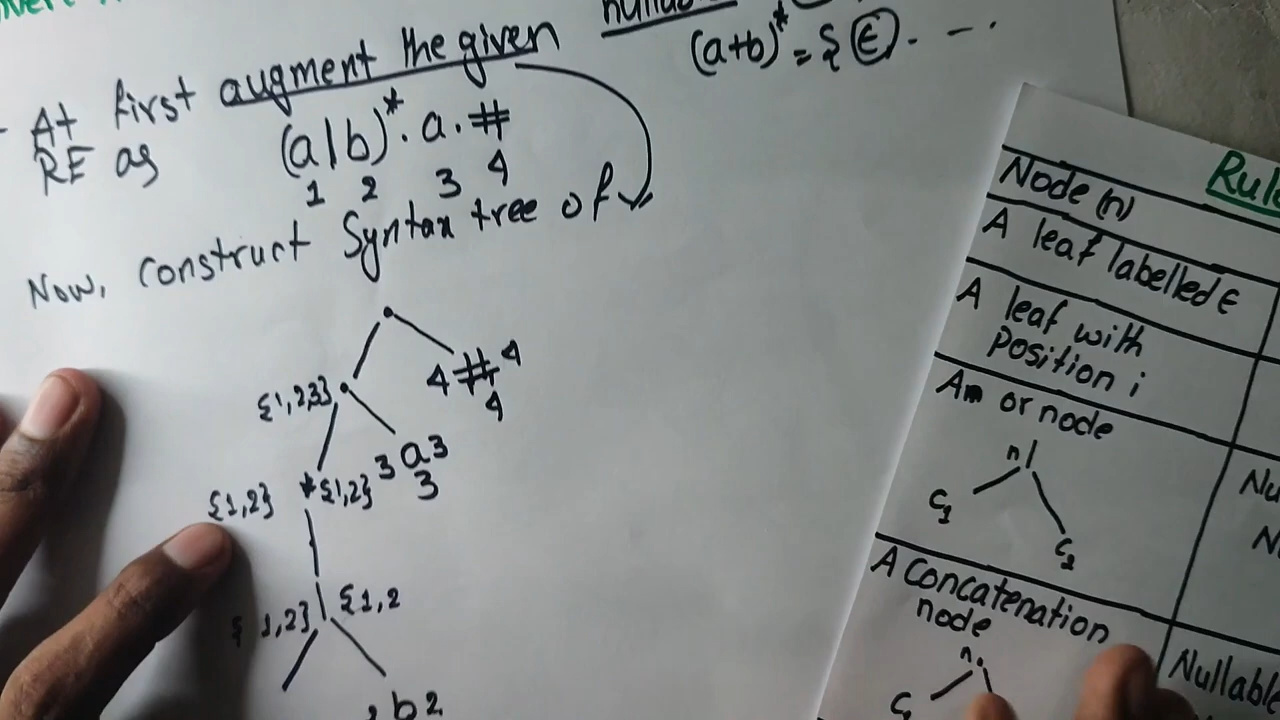 (a+b)* = { ∈ . - - .
At first augment the given
RE as (a|b)*. a. #
1 2 3 4
Now, construct Syntax tree of
4 # 4
4
{1,2,3}
3 a 3
3
{1,2} * {1,2}
{1,2} | {1,2
b 2
Node (n)
A leaf labelled ∈
A leaf with
Position i
An or node
n |
C1
C2
A Concatenation
node
n .
C
Nullable